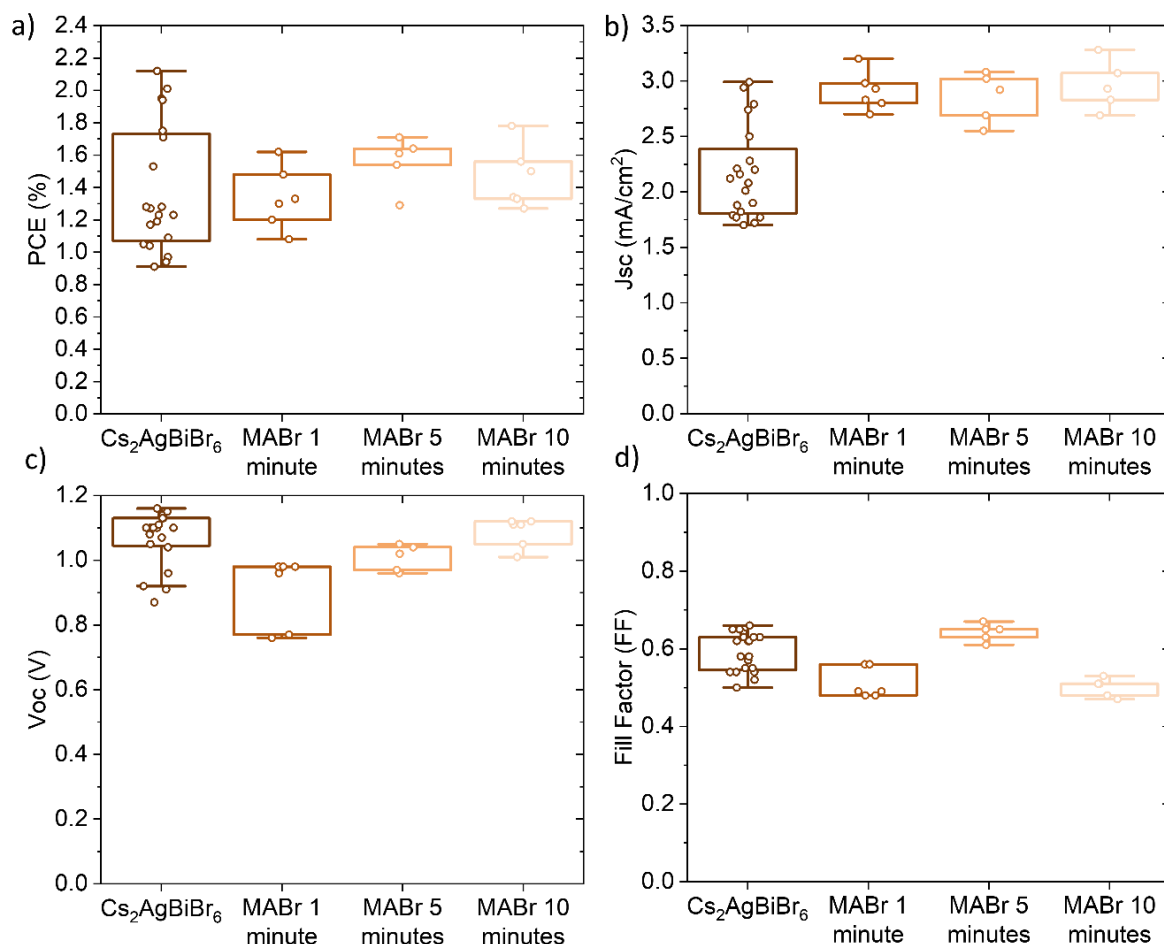 a)
PCE (%)
2.4
2.2
2.0
1.8
1.6
1.4
1.2
1.0
0.8
0.6
0.4
0.2
0.0
Cs₂AgBiBr₆
MABr 1
minute
MABr 5
minutes
MABr 10
minutes
b)
Jsc (mA/cm²)
3.5
3.0
2.5
2.0
1.5
1.0
0.5
0.0
Cs₂AgBiBr₆
MABr 1
minute
MABr 5
minutes
MABr 10
minutes
c)
Voc (V)
1.2
1.0
0.8
0.6
0.4
0.2
0.0
Cs₂AgBiBr₆
MABr 1
minute
MABr 5
minutes
MABr 10
minutes
d)
Fill Factor (FF)
1.0
0.8
0.6
0.4
0.2
0.0
Cs₂AgBiBr₆
MABr 1
minute
MABr 5
minutes
MABr 10
minutes